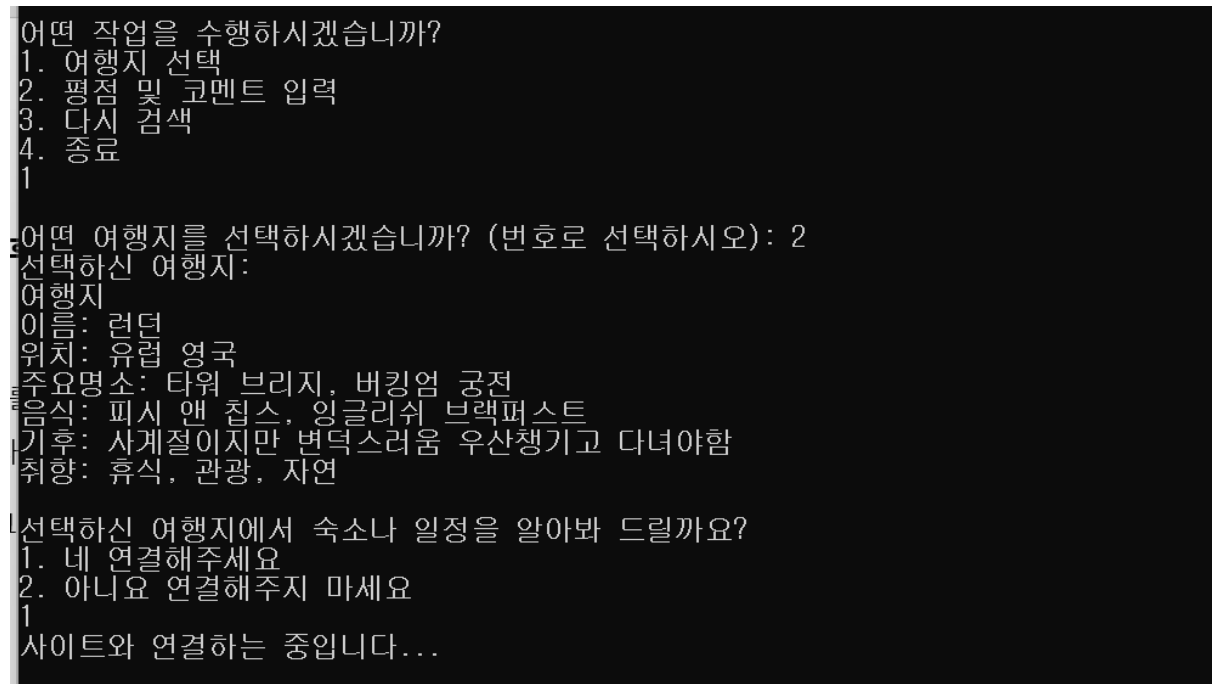 어떤 작업을 수행하시겠습니까?
1. 여행지 선택
2. 평점 및 코멘트 입력
3. 다시 검색
4. 종료
1
어떤 여행지를 선택하시겠습니까? (번호로 선택하시오): 2
선택하신 여행지:
여행지
이름: 런던
위치: 유럽 영국
주요명소: 타워 브리지, 버킹엄 궁전
음식: 피시 앤 칩스, 잉글리쉬 브랙퍼스트
기후: 사계절이지만 변덕스러움 우산챙기고 다녀야함
취향: 휴식, 관광, 자연
선택하신 여행지에서 숙소나 일정을 알아봐 드릴까요?
1. 네 연결해주세요
2. 아니요 연결해주지 마세요
1
사이트와 연결하는 중입니다...